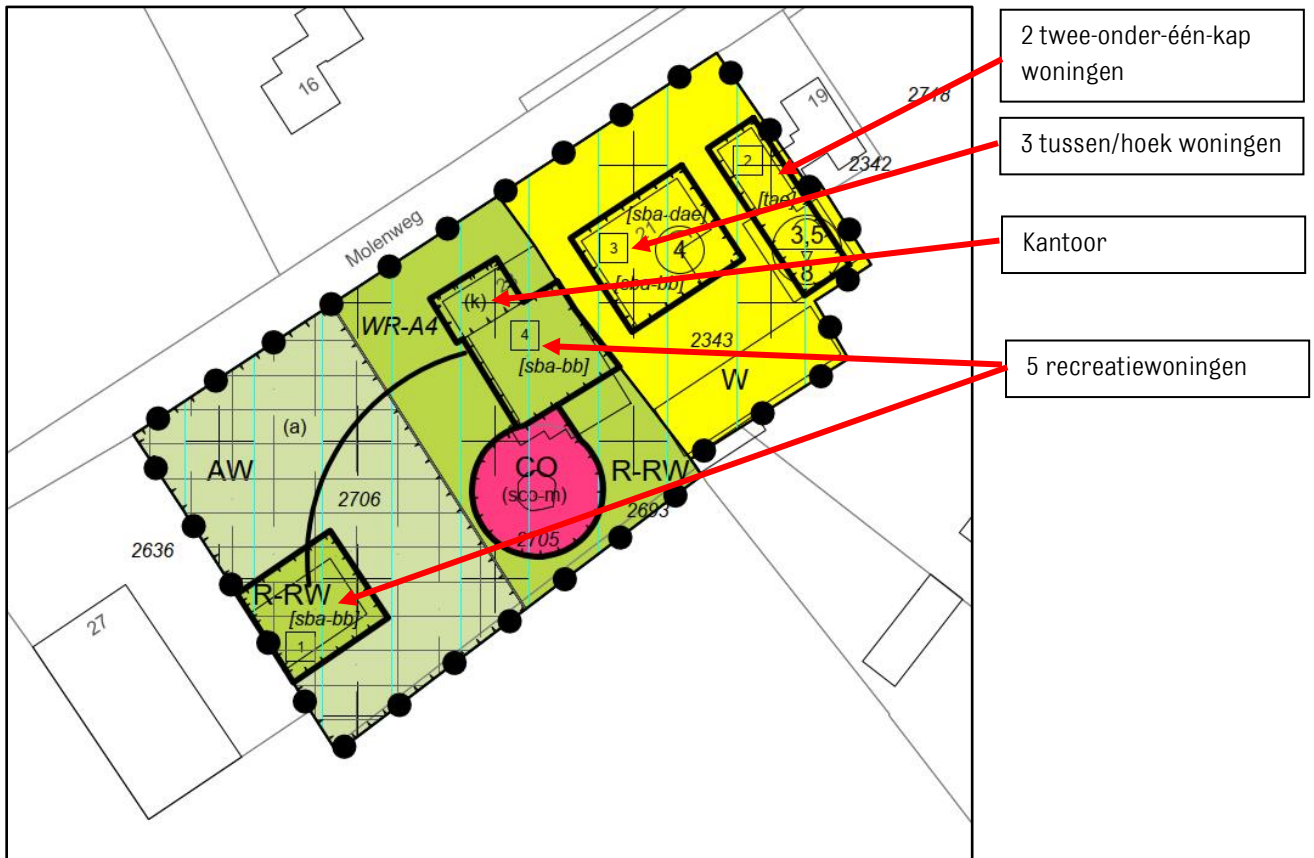 2 twee-onder-één-kap
woningen
3 tussen/hoek woningen
Kantoor
5 recreatiewoningen
16
19
2718
2342
2
[tae]
3,5
8
[sba-dae]
21
3
4
[sba-bb]
Molenweg
(k)
WR-A4
4
[sba-bb]
2343
W
(a)
AW
2706
CO
(sco-m)
2705
R-RW
2693
2636
R-RW
[sba-bb]
1
27